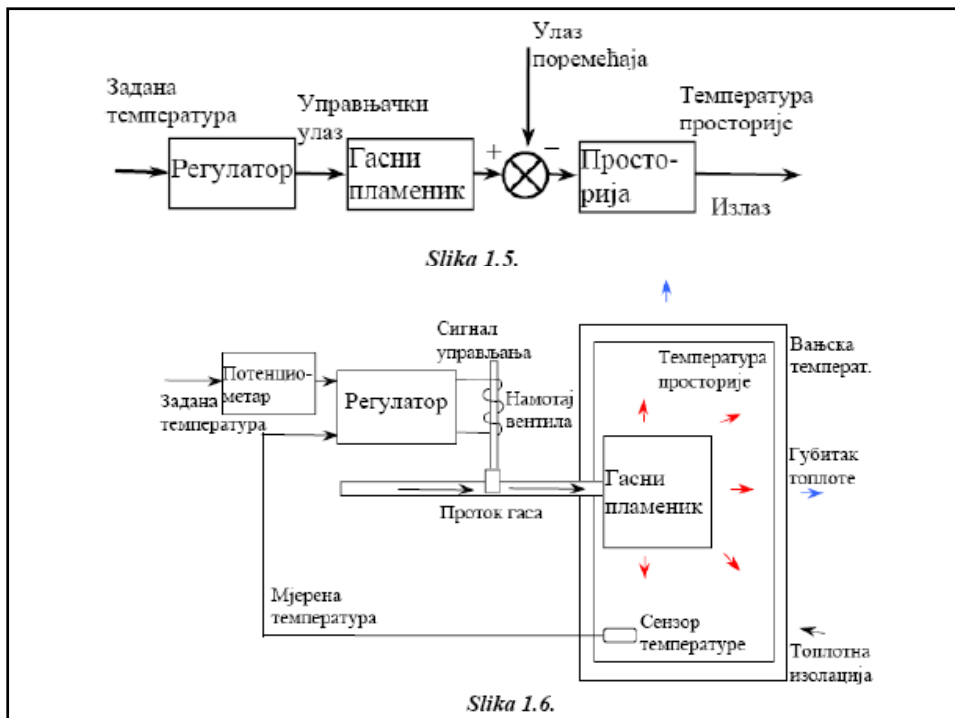 Улаз
поремећаја
Задана
температура
Управњачки
улаз
Температура
просторије
Регулатор
Гасни
пламеник
+
−
Просто-
рија
Излаз
Slika 1.5.
Сигнал
управљања
Вањска
температ.
Температура
просторије
Потенцио-
метар
Регулатор
Намотај
вентила
Задана
температура
Губитак
топлоте
Гасни
пламеник
Проток гаса
Мјерена
температура
Сензор
температуре
Топлотна
изолација
Slika 1.6.